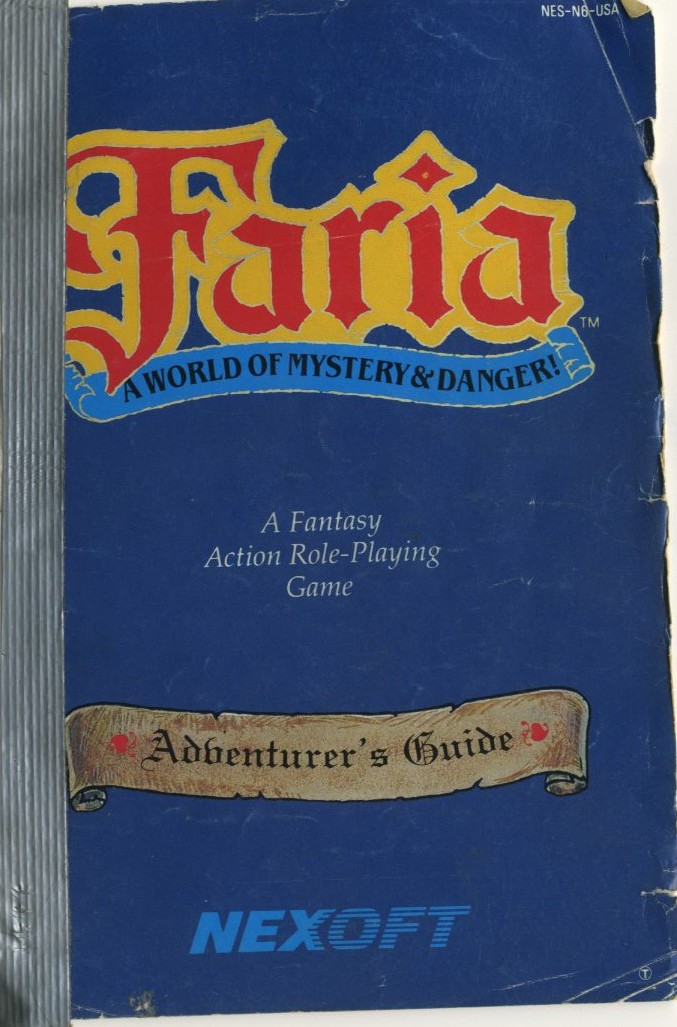 NES-N6-USA
Faria
TM
A WORLD OF MYSTERY & DANGER!
A Fantasy
Action Role-Playing
Game
Adventurer's Guide
NEXOFT
T